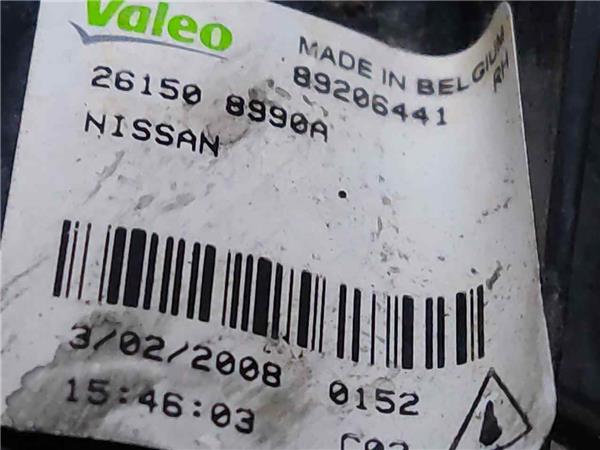 Valeo
MADE IN BELGIUM
26150 8990A
89206441
RH
NISSAN
3/02/2008 0152
15:46:03